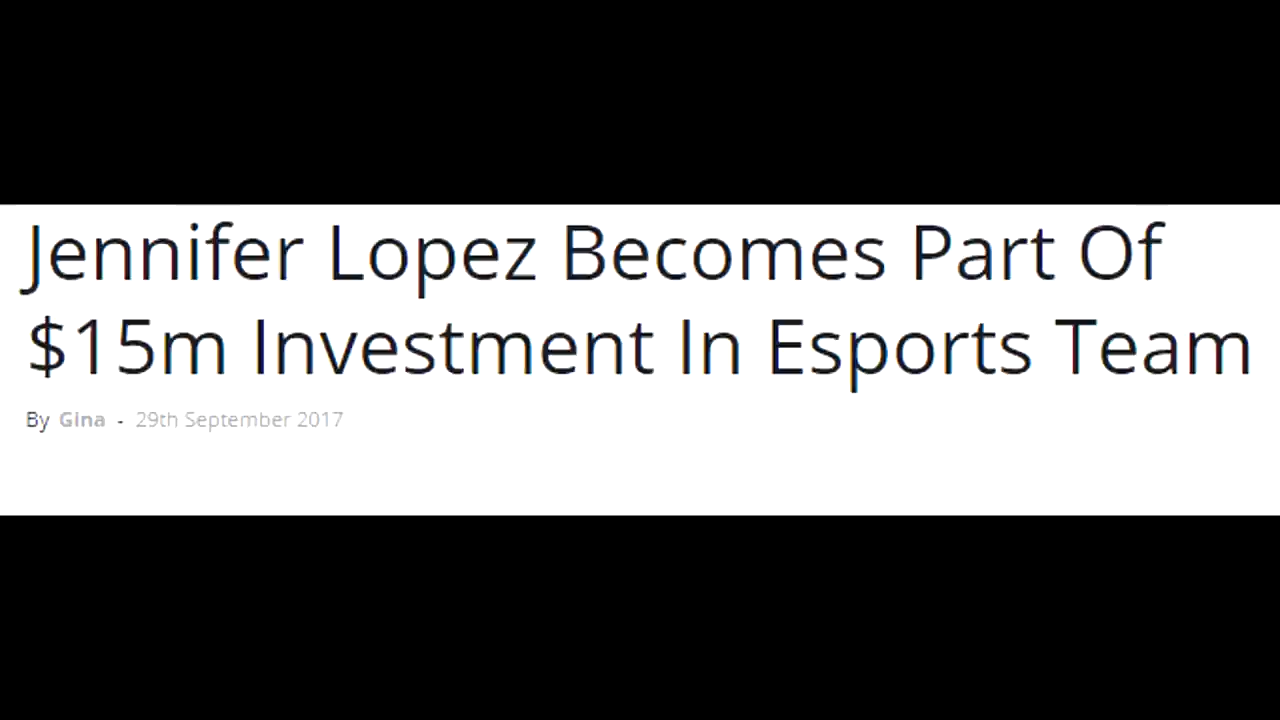 Jennifer Lopez Becomes Part Of
$15m Investment In Esports Team
By Gina - 29th September 2017